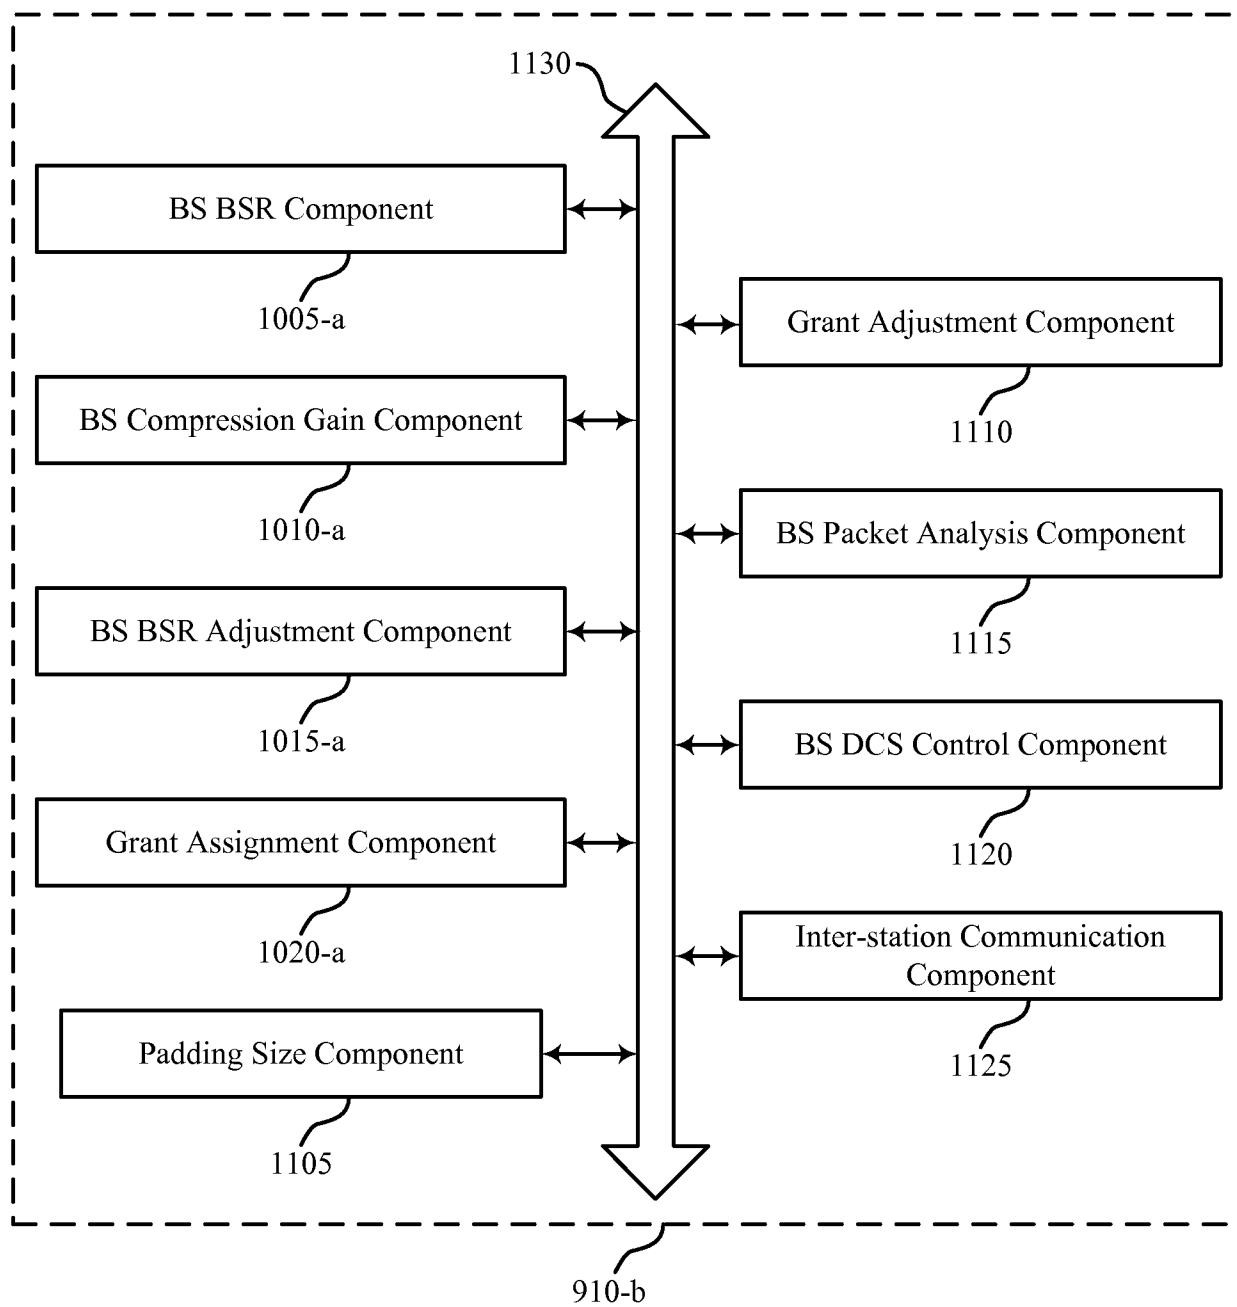 1130
BS BSR Component
1005-a
Grant Adjustment Component
1110
BS Compression Gain Component
1010-a
BS Packet Analysis Component
1115
BS BSR Adjustment Component
1015-a
BS DCS Control Component
1120
Grant Assignment Component
1020-a
Inter-station Communication
Component
1125
Padding Size Component
1105
910-b